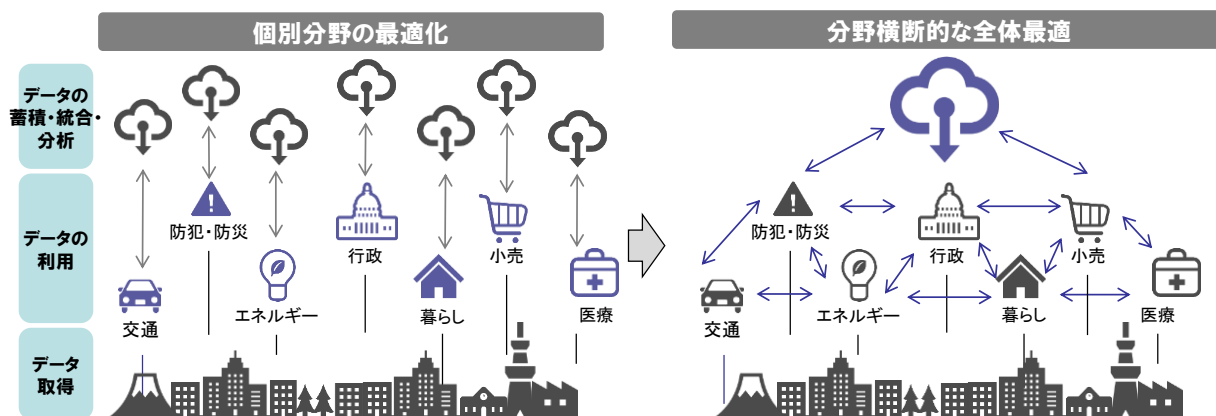 個別分野の最適化
分野横断的な全体最適
データの
蓄積・統合・
分析
データの
利用
データ
取得
防犯・防災
行政
小売
交通
エネルギー
暮らし
医療
防犯・防災
行政
小売
交通
エネルギー
暮らし
医療